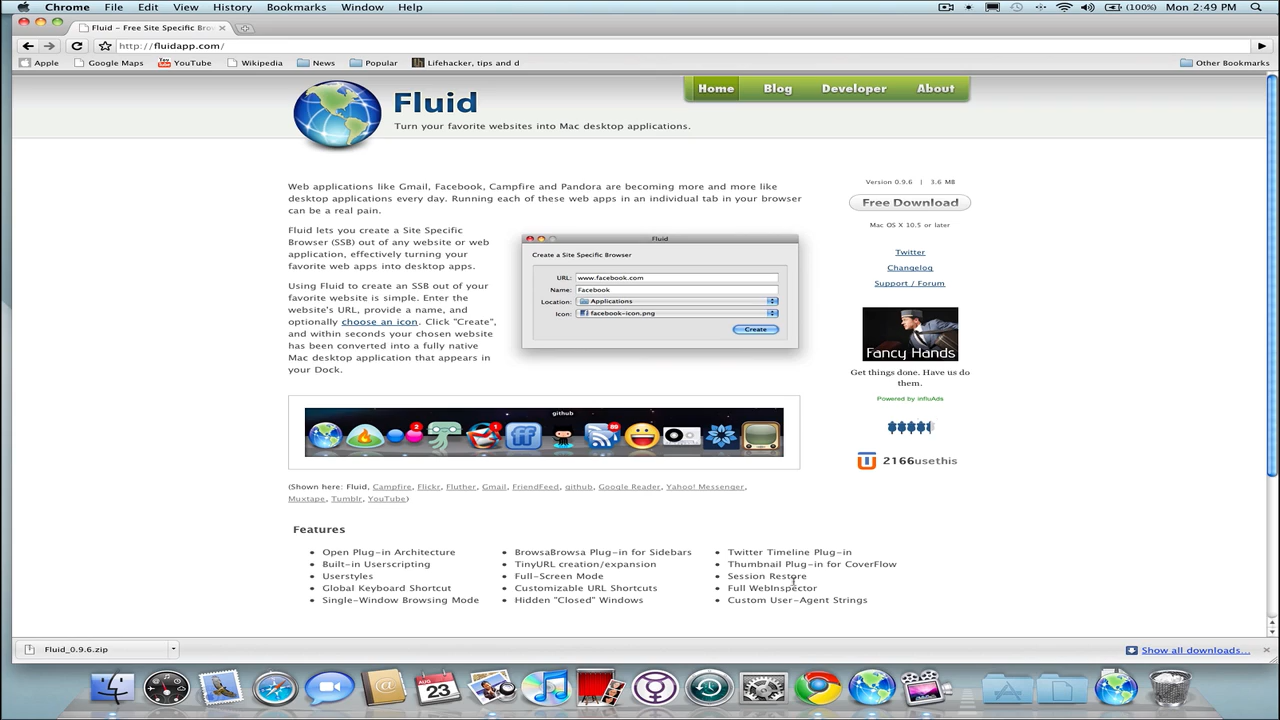 Chrome File Edit View History Bookmarks Window Help (100%) Mon 2:49 PM
Fluid – Free Site Specific Bro
http://fluidapp.com/
Apple Google Maps YouTube Wikipedia News Popular Lifehacker, tips and d Other Bookmarks
Home Blog Developer About
Fluid
Turn your favorite websites into Mac desktop applications.
Web applications like Gmail, Facebook, Campfire and Pandora are becoming more and more like
desktop applications every day. Running each of these web apps in an individual tab in your browser
can be a real pain.
Fluid lets you create a Site Specific
Browser (SSB) out of any website or web
application, effectively turning your
favorite web apps into desktop apps.
Using Fluid to create an SSB out of your
favorite website is simple. Enter the
website's URL, provide a name, and
optionally choose an icon. Click "Create",
and within seconds your chosen website
has been converted into a fully native
Mac desktop application that appears in
your Dock.
Fluid
Create a Site Specific Browser
URL: www.facebook.com
Name: Facebook
Location: Applications
Icon: facebook-icon.png
Create
Version 0.9.6 | 3.6 MB
Free Download
Mac OS X 10.5 or later
Twitter
Changelog
Support / Forum
Fancy Hands
Get things done. Have us do
them.
Powered by influAds
2166usethis
github
2 1 89
ff
(Shown here: Fluid, Campfire, Flickr, Fluther, Gmail, FriendFeed, github, Google Reader, Yahoo! Messenger,
Muxtape, Tumblr, YouTube)
Features
Open Plug-in Architecture
Built-in Userscripting
Userstyles
Global Keyboard Shortcut
Single-Window Browsing Mode
BrowsaBrowsa Plug-in for Sidebars
TinyURL creation/expansion
Full-Screen Mode
Customizable URL Shortcuts
Hidden "Closed" Windows
Twitter Timeline Plug-in
Thumbnail Plug-in for CoverFlow
Session Restore
Full WebInspector
Custom User-Agent Strings
Fluid_0.9.6.zip
Show all downloads...
AUG
23